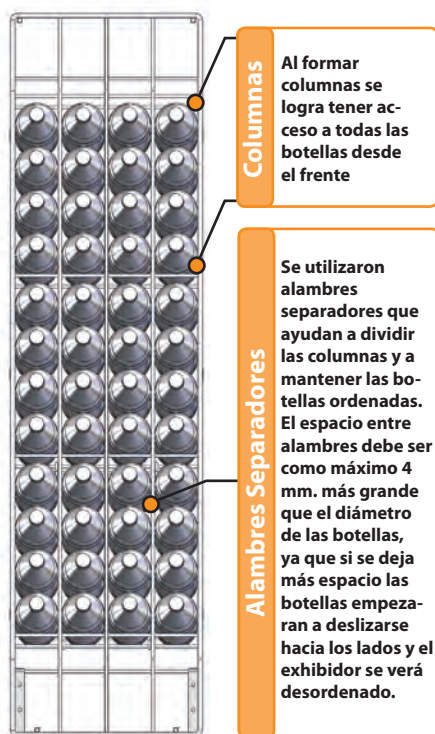 Columnas
Al formar
columnas se
logra tener ac-
ceso a todas las
botellas desde
el frente
Alambres Separadores
Se utilizaron
alambres
separadores que
ayudan a dividir
las columnas y a
mantener las bo-
tellas ordenadas.
El espacio entre
alambres debe ser
como máximo 4
mm. más grande
que el diámetro
de las botellas,
ya que si se deja
más espacio las
botellas empeza-
ran a deslizarse
hacia los lados y el
exhibidor se verá
desordenado.